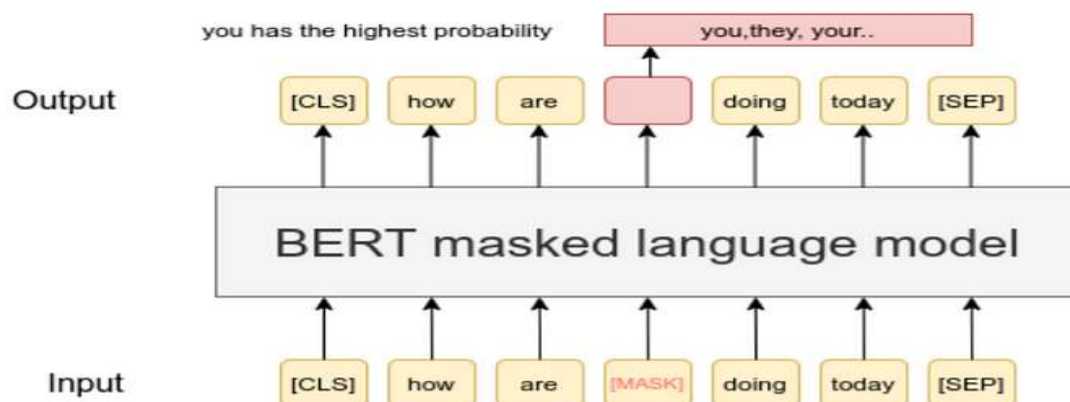 you has the highest probability you,they, your..
Output [CLS] how are doing today [SEP]
BERT masked language model
Input [CLS] how are [MASK] doing today [SEP]